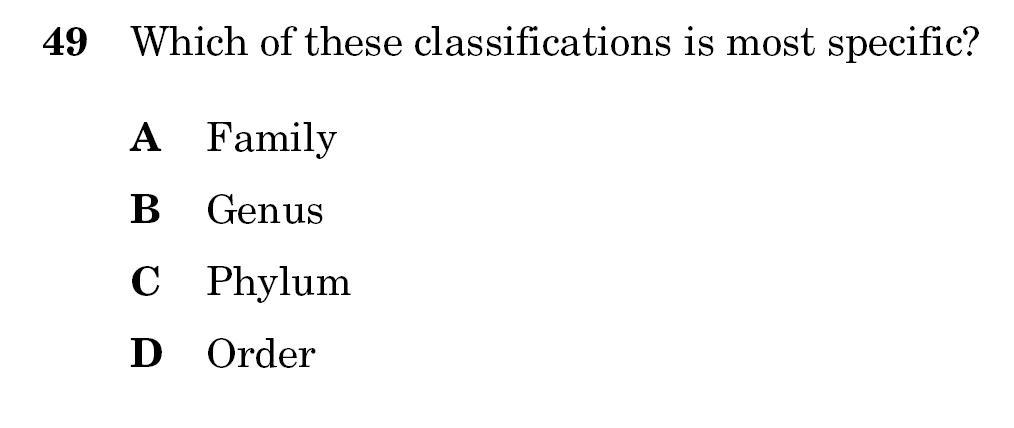 49 Which of these classifications is most specific?
A Family
B Genus
C Phylum
D Order